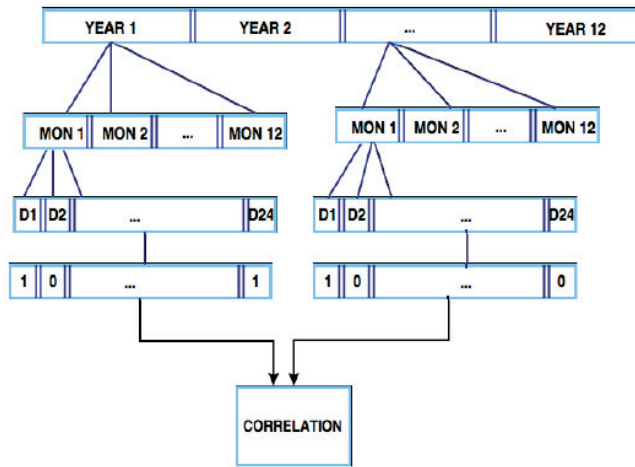 YEAR 1 YEAR 2 ... YEAR 12
MON 1 MON 2 ... MON 12
MON 1 MON 2 ... MON 12
D1 D2 ... D24
D1 D2 ... D24
1 0 ... 1
1 0 ... 0
CORRELATION